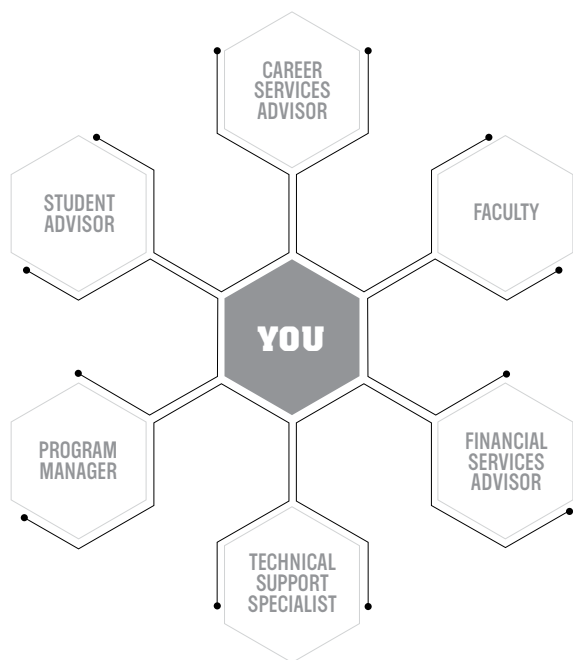 CAREER
SERVICES
ADVISOR
STUDENT
ADVISOR
FACULTY
YOU
PROGRAM
MANAGER
FINANCIAL
SERVICES
ADVISOR
TECHNICAL
SUPPORT
SPECIALIST